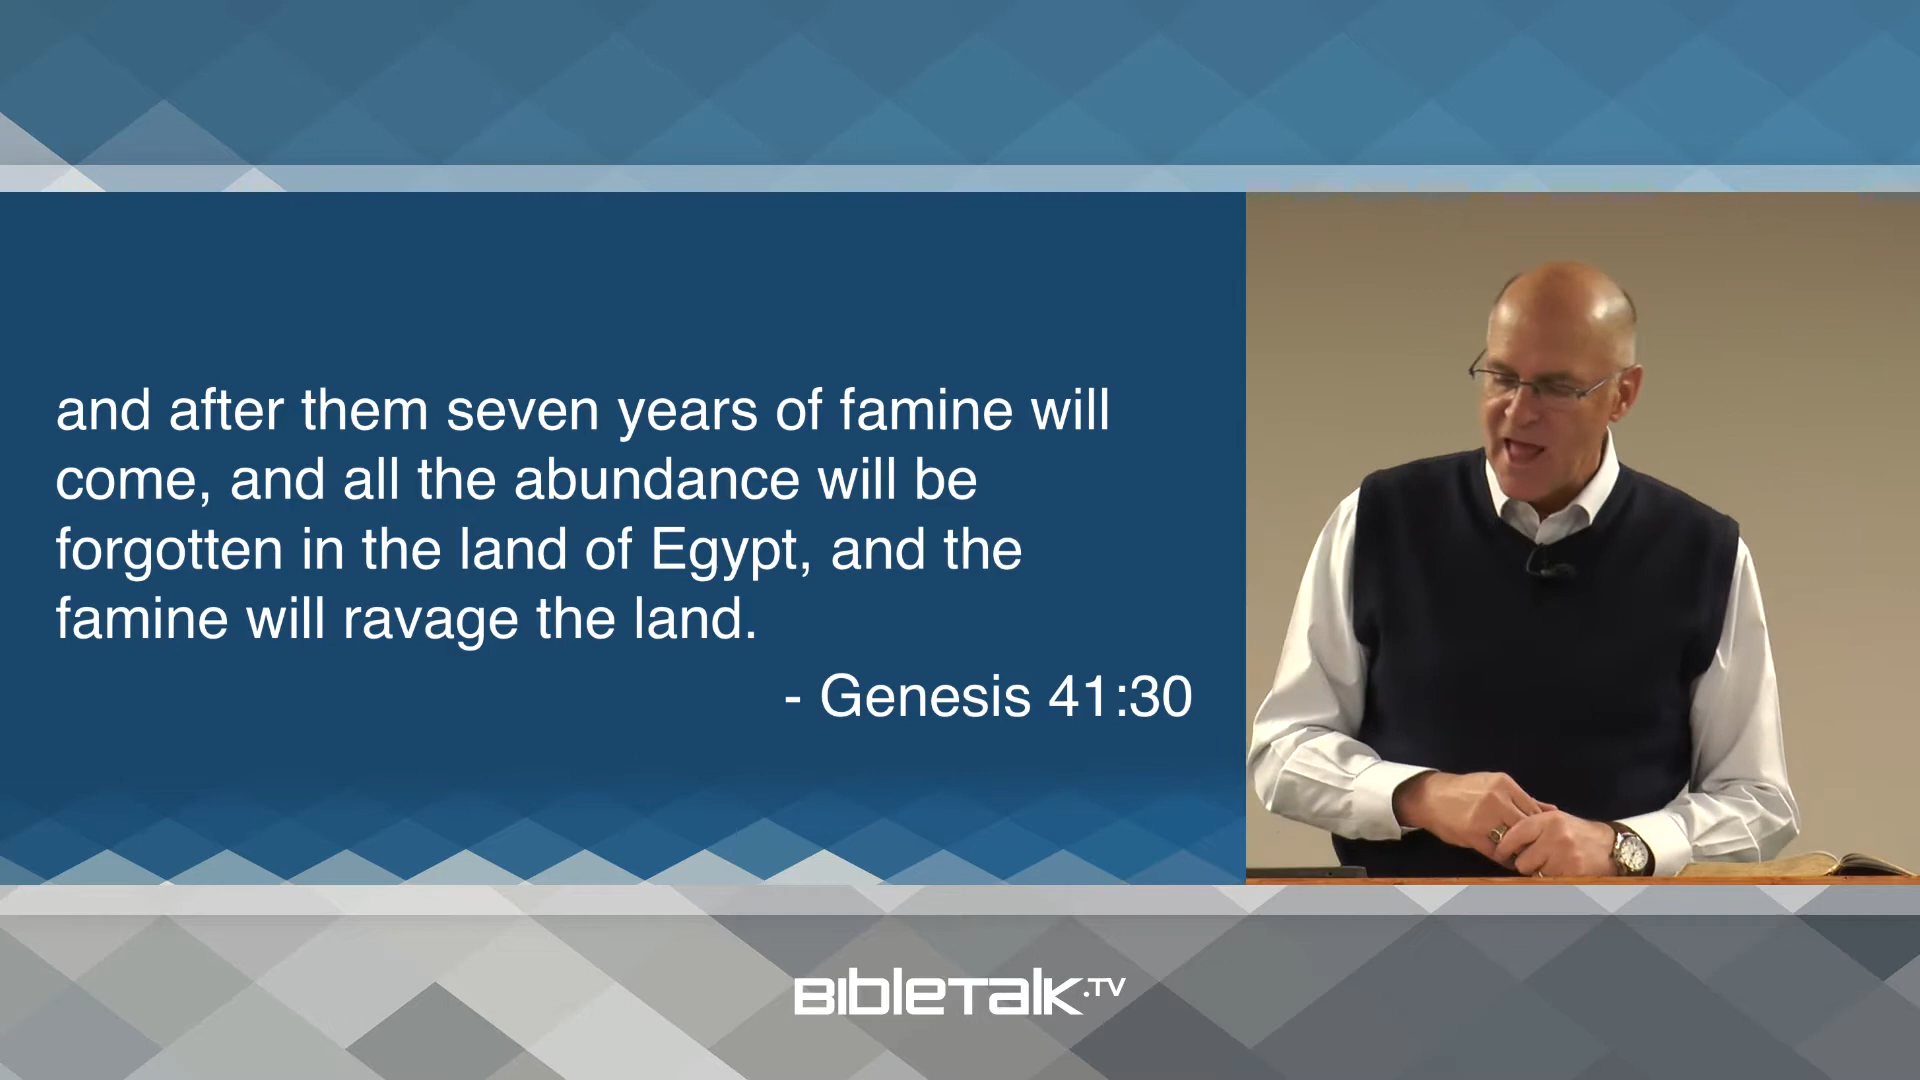 and after them seven years of famine will
come, and all the abundance will be
forgotten in the land of Egypt, and the
famine will ravage the land.
- Genesis 41:30
BibleTalk.TV